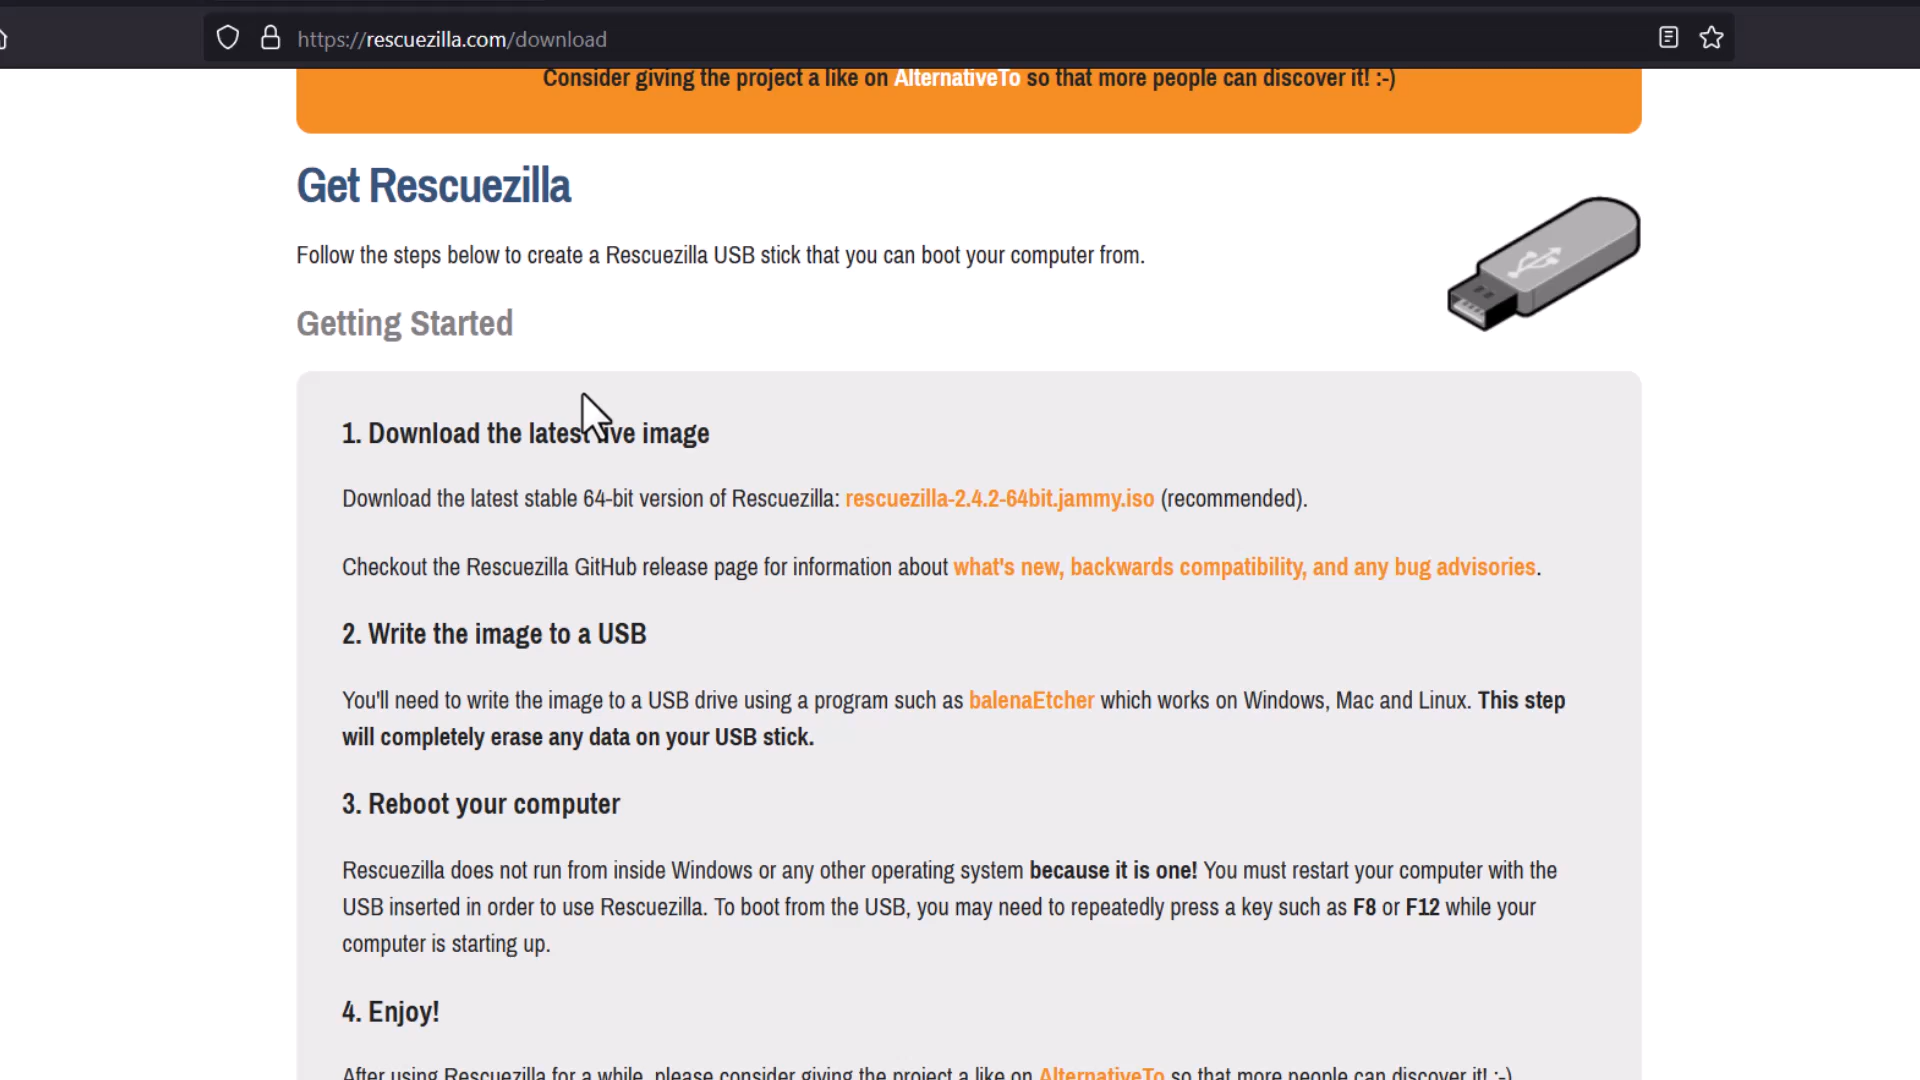 https://rescuezilla.com/download
Consider giving the project a like on AlternativeTo so that more people can discover it! :-)
Get Rescuezilla
Follow the steps below to create a Rescuezilla USB stick that you can boot your computer from.
Getting Started
1. Download the latest live image
Download the latest stable 64-bit version of Rescuezilla: rescuezilla-2.4.2-64bit.jammy.iso (recommended).
Checkout the Rescuezilla GitHub release page for information about what's new, backwards compatibility, and any bug advisories.
2. Write the image to a USB
You'll need to write the image to a USB drive using a program such as balenaEtcher which works on Windows, Mac and Linux. This step
will completely erase any data on your USB stick.
3. Reboot your computer
Rescuezilla does not run from inside Windows or any other operating system because it is one! You must restart your computer with the
USB inserted in order to use Rescuezilla. To boot from the USB, you may need to repeatedly press a key such as F8 or F12 while your
computer is starting up.
4. Enjoy!
After using Rescuezilla for a while, please consider giving the project a like on AlternativeTo so that more people can discover it! :-)